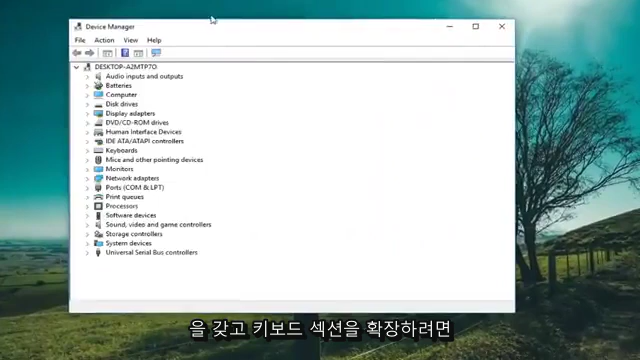 Device Manager
File Action View Help
DESKTOP-A2MTP7O
Audio inputs and outputs
Batteries
Computer
Disk drives
Display adapters
DVD/CD-ROM drives
Human Interface Devices
IDE ATA/ATAPI controllers
Keyboards
Mice and other pointing devices
Monitors
Network adapters
Ports (COM & LPT)
Print queues
Processors
Software devices
Sound, video and game controllers
Storage controllers
System devices
Universal Serial Bus controllers
을 갖고 키보드 섹션을 확장하려면